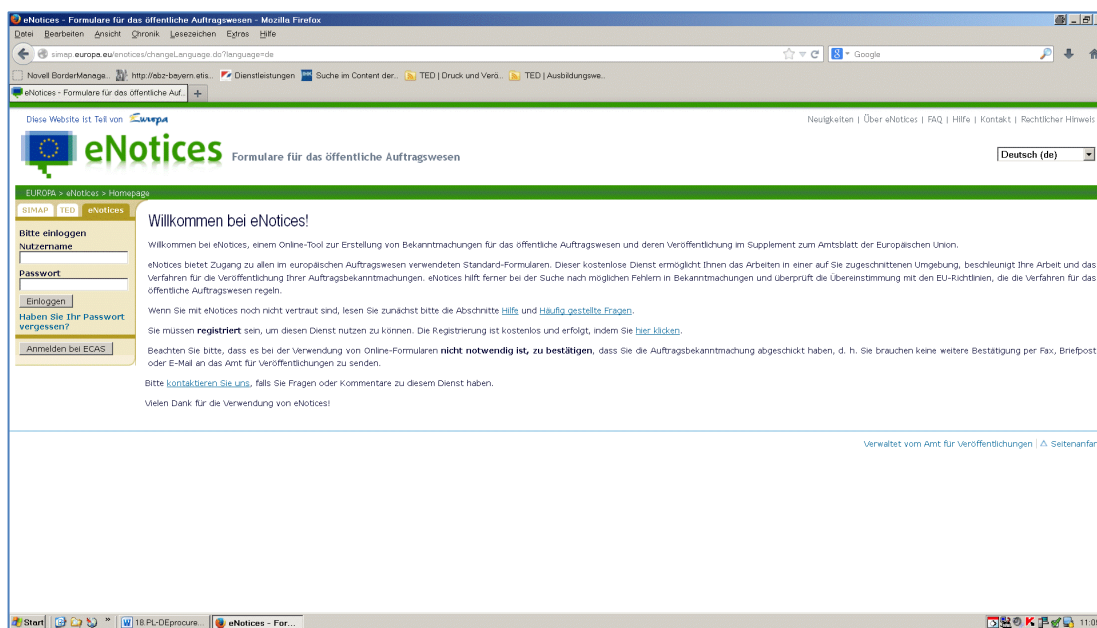 eNotices - Formulare für das öffentliche Auftragswesen - Mozilla Firefox
Datei Bearbeiten Ansicht Chronik Lesezeichen Extras Hilfe
simap.europa.eu/enotices/changeLanguage.do?language=de
Google
Novell BorderManage... http://abz-bayern.etis... Dienstleistungen Suche im Content der... TED | Druck und Verö... TED | Ausbildungswe...
eNotices - Formulare für das öffentliche Auf... +
Diese Website ist Teil von Europa
Neuigkeiten | Über eNotices | FAQ | Hilfe | Kontakt | Rechtlicher Hinweis
eNotices Formulare für das öffentliche Auftragswesen
Deutsch (de)
EUROPA > eNotices > Homepage
SIMAP TED eNotices
Bitte einloggen
Nutzername
Passwort
Einloggen
Haben Sie Ihr Passwort
vergessen?
Anmelden bei ECAS
Willkommen bei eNotices!
Willkommen bei eNotices, einem Online-Tool zur Erstellung von Bekanntmachungen für das öffentliche Auftragswesen und deren Veröffentlichung im Supplement zum Amtsblatt der Europäischen Union.
eNotices bietet Zugang zu allen im europäischen Auftragswesen verwendeten Standard-Formularen. Dieser kostenlose Dienst ermöglicht Ihnen das Arbeiten in einer auf Sie zugeschnittenen Umgebung, beschleunigt Ihre Arbeit und das
Verfahren für die Veröffentlichung Ihrer Auftragsbekanntmachungen. eNotices hilft ferner bei der Suche nach möglichen Fehlern in Bekanntmachungen und überprüft die Übereinstimmung mit den EU-Richtlinien, die die Verfahren für das
öffentliche Auftragswesen regeln.
Wenn Sie mit eNotices noch nicht vertraut sind, lesen Sie zunächst bitte die Abschnitte Hilfe und Häufig gestellte Fragen.
Sie müssen registriert sein, um diesen Dienst nutzen zu können. Die Registrierung ist kostenlos und erfolgt, indem Sie hier klicken.
Beachten Sie bitte, dass es bei der Verwendung von Online-Formularen nicht notwendig ist, zu bestätigen, dass Sie die Auftragsbekanntmachung abgeschickt haben, d. h. Sie brauchen keine weitere Bestätigung per Fax, Briefpost
oder E-Mail an das Amt für Veröffentlichungen zu senden.
Bitte kontaktieren Sie uns, falls Sie Fragen oder Kommentare zu diesem Dienst haben.
Vielen Dank für die Verwendung von eNotices!
Verwaltet vom Amt für Veröffentlichungen | Seitenanfan
Start 18 PL-DEprocure... eNotices - For... 11:05